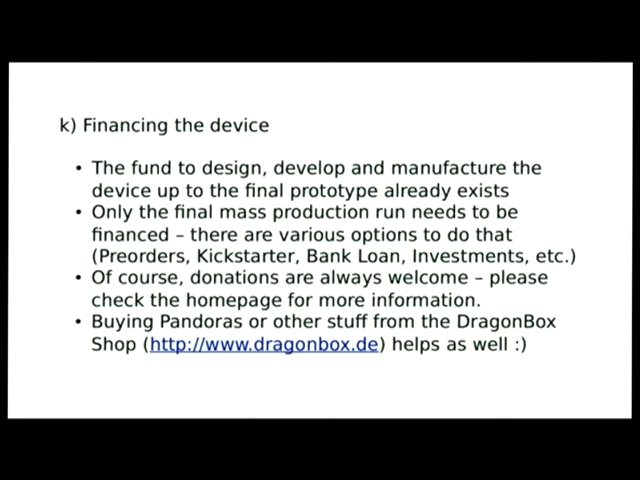 k) Financing the device
• The fund to design, develop and manufacture the
device up to the final prototype already exists
• Only the final mass production run needs to be
financed – there are various options to do that
(Preorders, Kickstarter, Bank Loan, Investments, etc.)
• Of course, donations are always welcome – please
check the homepage for more information.
• Buying Pandoras or other stuff from the DragonBox
Shop (http://www.dragonbox.de) helps as well :)